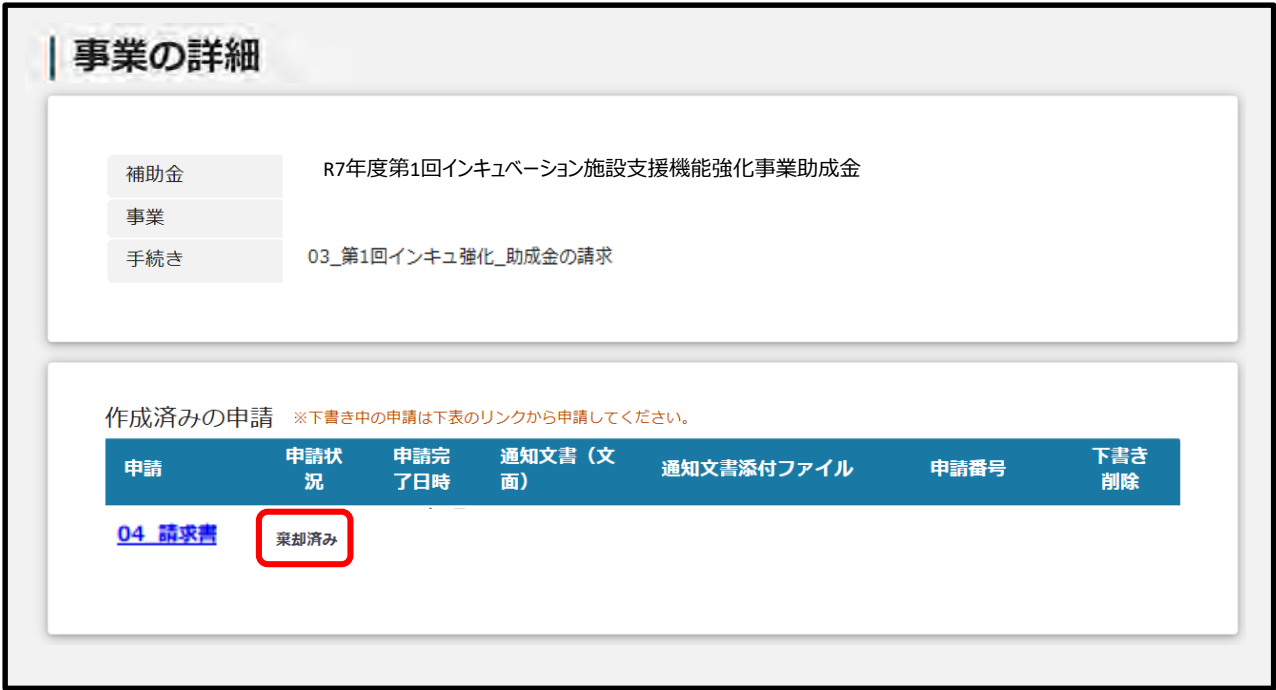 事業の詳細
補助金
R7年度第1回インキュベーション施設支援機能強化事業助成金
事業
手続き
03_第1回インキュ強化_助成金の請求
作成済みの申請 ※下書き中の申請は下表のリンクから申請してください。
申請
申請状
況
申請完
了日時
通知文書（文
面）
通知文書添付ファイル
申請番号
下書き
削除
04_請求書
棄却済み